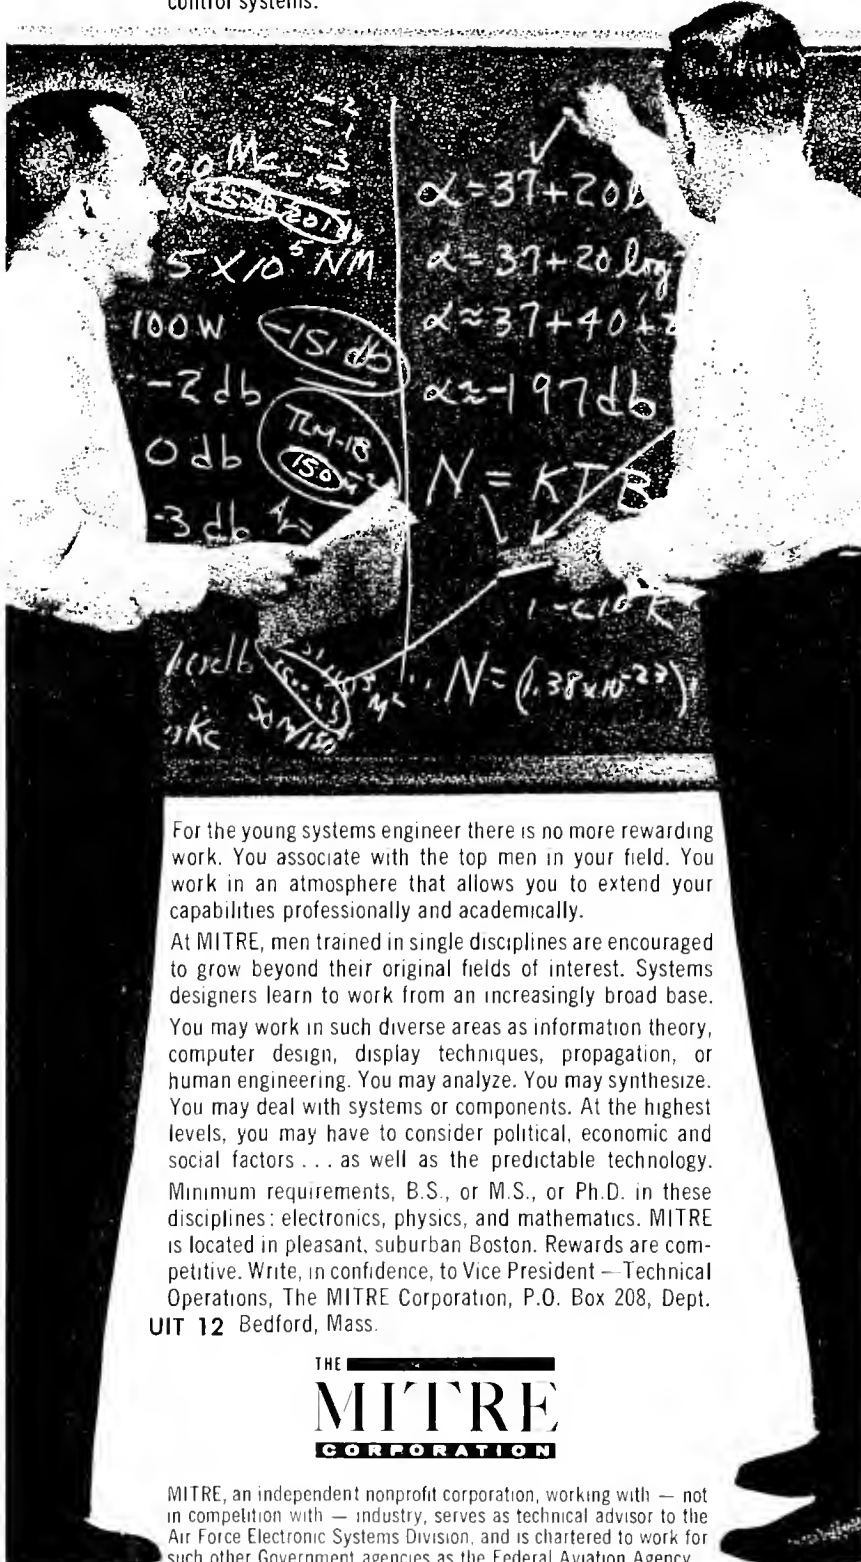 control systems.
-2
5 X 10⁵ NM
100 W
-151 db
-2 db
TLM-18
0 db
150
-3 db
α = 37 + 20
α = 37 + 20 log
α ≈ 37 + 40 +
α ≈ 197 db
N = KTB
N = (1.38 x 10⁻²³)
For the young systems engineer there is no more rewarding
work. You associate with the top men in your field. You
work in an atmosphere that allows you to extend your
capabilities professionally and academically.
At MITRE, men trained in single disciplines are encouraged
to grow beyond their original fields of interest. Systems
designers learn to work from an increasingly broad base.
You may work in such diverse areas as information theory,
computer design, display techniques, propagation, or
human engineering. You may analyze. You may synthesize.
You may deal with systems or components. At the highest
levels, you may have to consider political, economic and
social factors . . . as well as the predictable technology.
Minimum requirements, B.S., or M.S., or Ph.D. in these
disciplines: electronics, physics, and mathematics. MITRE
is located in pleasant, suburban Boston. Rewards are com-
petitive. Write, in confidence, to Vice President — Technical
Operations, The MITRE Corporation, P.O. Box 208, Dept.
UIT 12 Bedford, Mass.
THE
MITRE
CORPORATION
MITRE, an independent nonprofit corporation, working with — not
in competition with — industry, serves as technical advisor to the
Air Force Electronic Systems Division, and is chartered to work for
such other Government agencies as the Federal Aviation Agency.